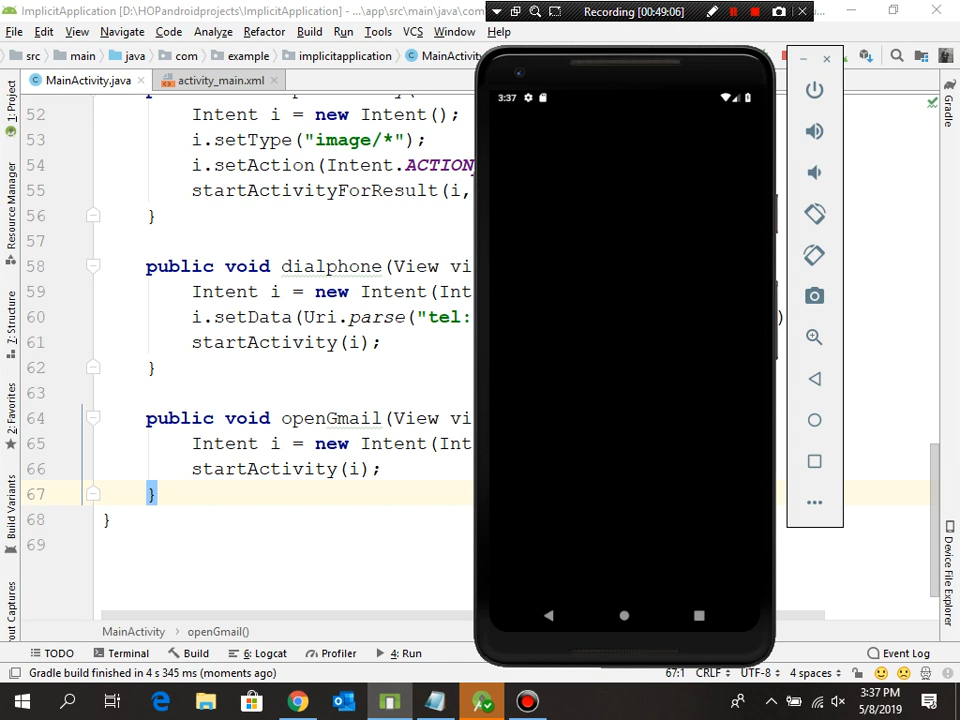 ImplicitApplication [D:\HOPandroidprojects\ImplicitApplication] - ...\app\src\main\java\com\e
Recording [00:49:06]
File Edit View Navigate Code Analyze Refactor Build Run Tools VCS Window Help
src main java com example implicitapplication MainActivity
MainActivity.java activity_main.xml
52 Intent i = new Intent();
53 i.setType("image/*");
54 i.setAction(Intent.ACTION
55 startActivityForResult(i,
56 }
57
58 public void dialphone(View vi
59 Intent i = new Intent(Int
60 i.setData(Uri.parse("tel: )
61 startActivity(i);
62 }
63
64 public void openGmail(View vi
65 Intent i = new Intent(Int
66 startActivity(i);
67 }
68 }
69
3:37
1: Project
Resource Manager
7: Structure
2: Favorites
Build Variants
out Captures
Gradle
Device File Explorer
MainActivity › openGmail()
TODO Terminal Build 6: Logcat Profiler 4: Run Event Log
Gradle build finished in 4 s 345 ms (moments ago) 67:1 CRLF UTF-8 4 spaces
3:37 PM
5/8/2019